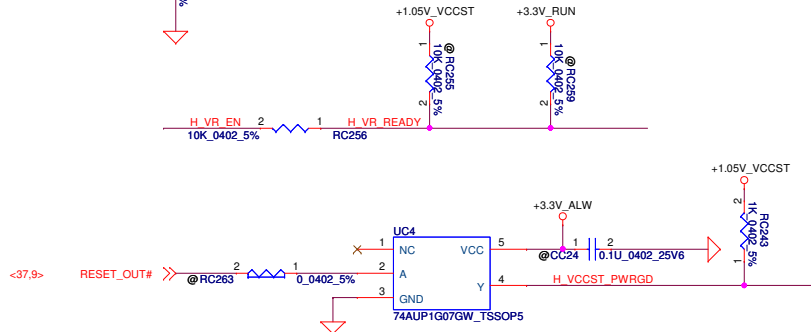 %
+1.05V_VCCST
+3.3V_RUN
1
@ RC255
10K_0402_5%
2
1
@ RC259
10K_0402_5%
2
H_VR_EN
2
1
H_VR_READY
10K_0402_5%
RC256
+1.05V_VCCST
2
RC243
1K_0402_5%
1
+3.3V_ALW
UC4
1
NC
VCC
5
@CC24
1
2
0.1U_0402_25V6
<37,9>
RESET_OUT#
2
1
@RC263
0_0402_5%
2
A
3
GND
Y
4
H_VCCST_PWRGD
74AUP1G07GW_TSSOP5